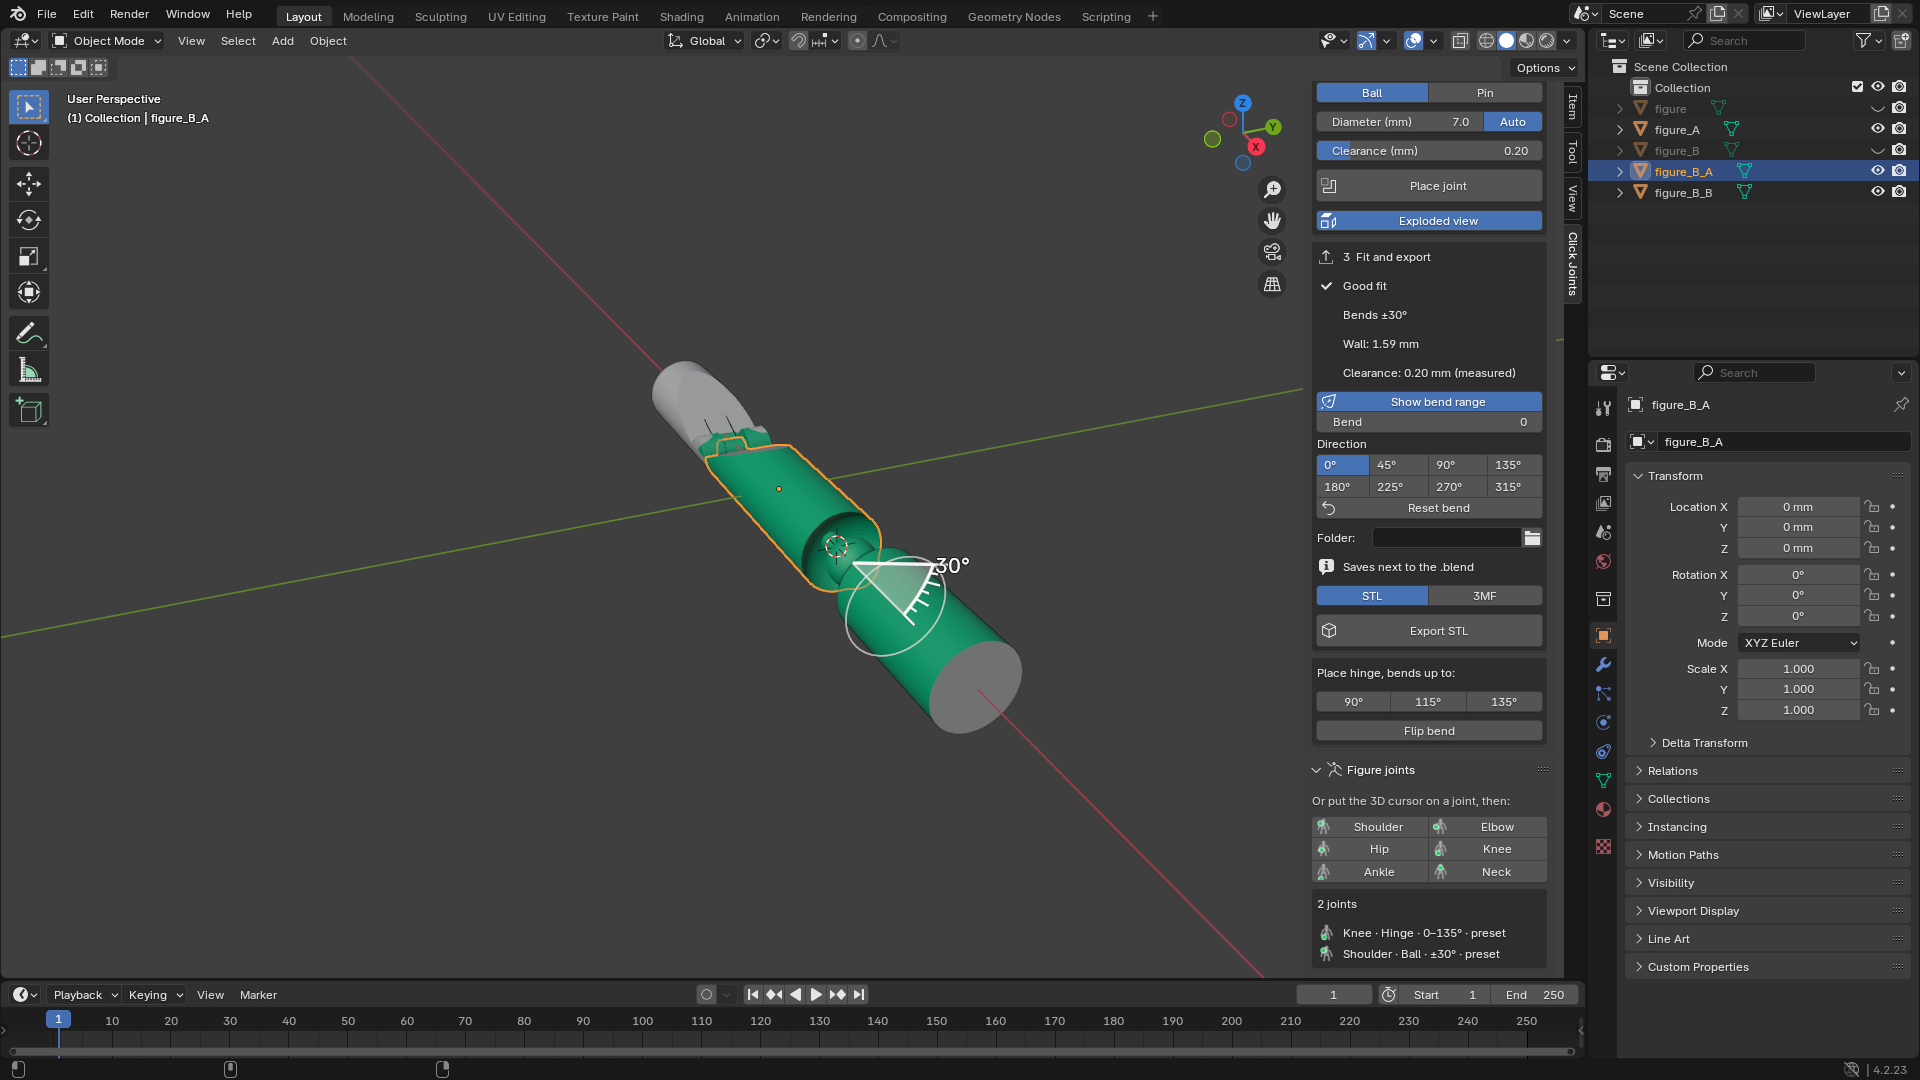 File Edit Render Window Help Layout Modeling Sculpting UV Editing Texture Paint Shading Animation Rendering Compositing Geometry Nodes Scripting Scene ViewLayer
Object Mode View Select Add Object Global Search
Options
User Perspective
(1) Collection | figure_B_A
Z
Y
X
Ball Pin
Diameter (mm) 7.0 Auto
Clearance (mm) 0.20
Place joint
Exploded view
3 Fit and export
Good fit
Bends ±30°
Wall: 1.59 mm
Clearance: 0.20 mm (measured)
Show bend range
Bend 0
Direction
0° 45° 90° 135°
180° 225° 270° 315°
Reset bend
Folder:
Saves next to the .blend
STL 3MF
Export STL
Place hinge, bends up to:
90° 115° 135°
Flip bend
Figure joints
Or put the 3D cursor on a joint, then:
Shoulder Elbow
Hip Knee
Ankle Neck
2 joints
Knee · Hinge · 0–135° · preset
Shoulder · Ball · ±30° · preset
30°
Item
Tool
View
Click Joints
Scene Collection
Collection
figure
figure_A
figure_B
figure_B_A
figure_B_B
Search
figure_B_A
figure_B_A
Transform
Location X 0 mm
Y 0 mm
Z 0 mm
Rotation X 0°
Y 0°
Z 0°
Mode XYZ Euler
Scale X 1.000
Y 1.000
Z 1.000
Delta Transform
Relations
Collections
Instancing
Motion Paths
Visibility
Viewport Display
Line Art
Custom Properties
Playback Keying View Marker 1 Start 1 End 250
1 10 20 30 40 50 60 70 80 90 100 110 120 130 140 150 160 170 180 190 200 210 220 230 240 250
4.2.23